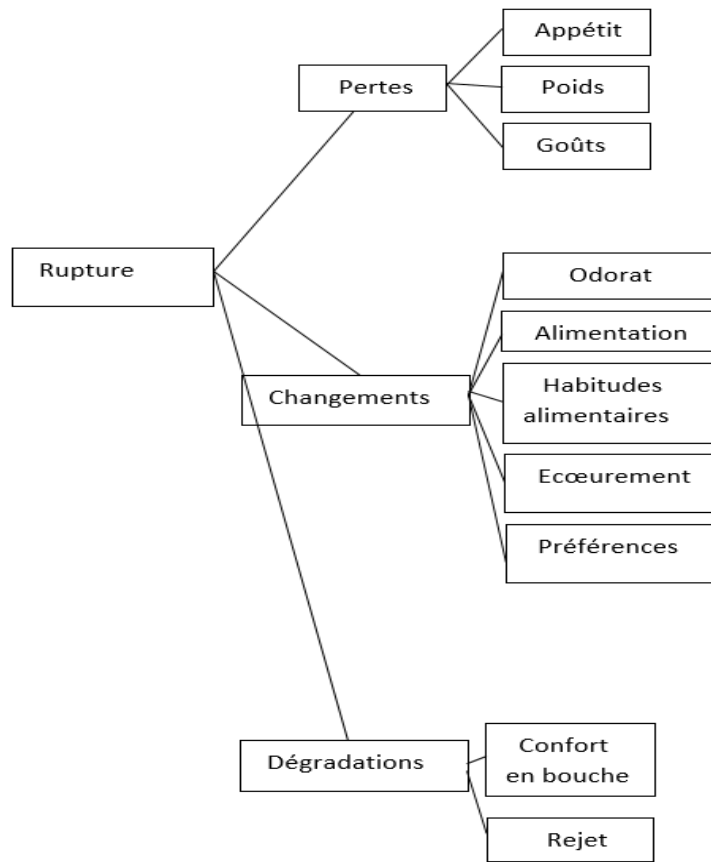 Rupture
Pertes
Appétit
Poids
Goûts
Changements
Odorat
Alimentation
Habitudes
alimentaires
Ecœurement
Préférences
Dégradations
Confort
en bouche
Rejet